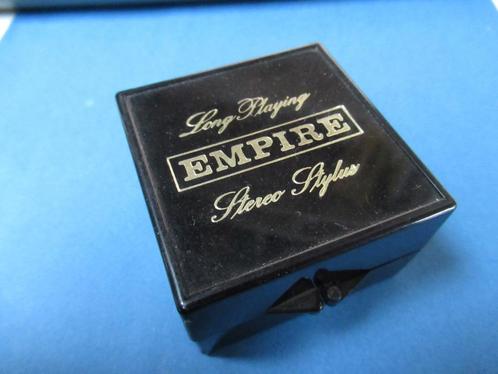 Long Playing
EMPIRE
Stereo Stylus